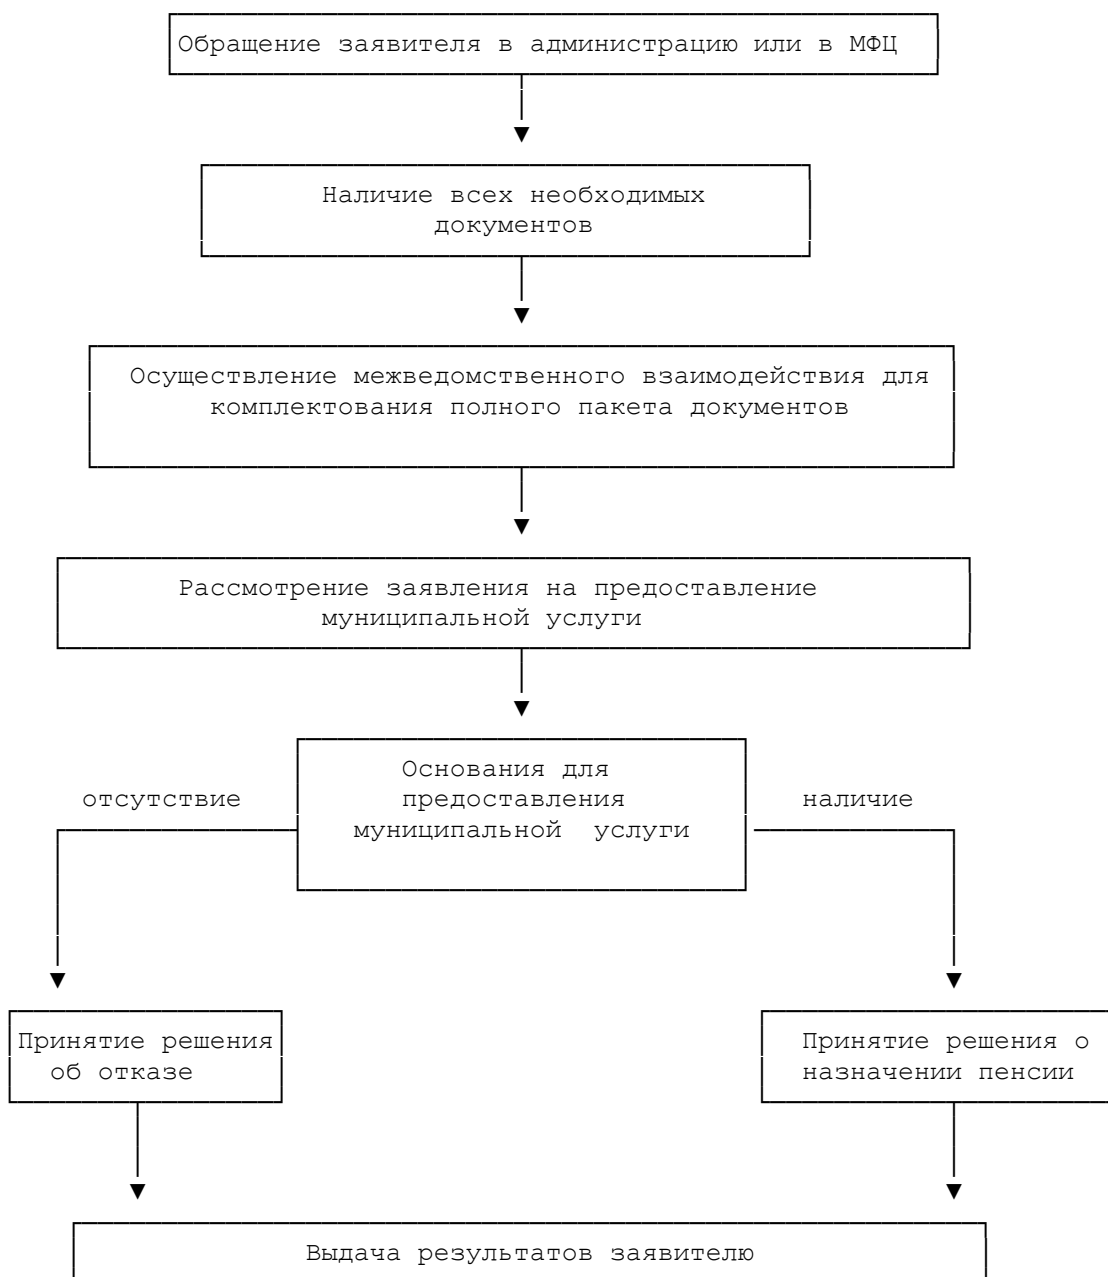 Обращение заявителя в администрацию или в МФЦ
Наличие всех необходимых
документов
Осуществление межведомственного взаимодействия для
комплектования полного пакета документов
Рассмотрение заявления на предоставление
муниципальной услуги
Основания для
отсутствие предоставления наличие
муниципальной услуги
Принятие решения
об отказе
Принятие решения о
назначении пенсии
Выдача результатов заявителю